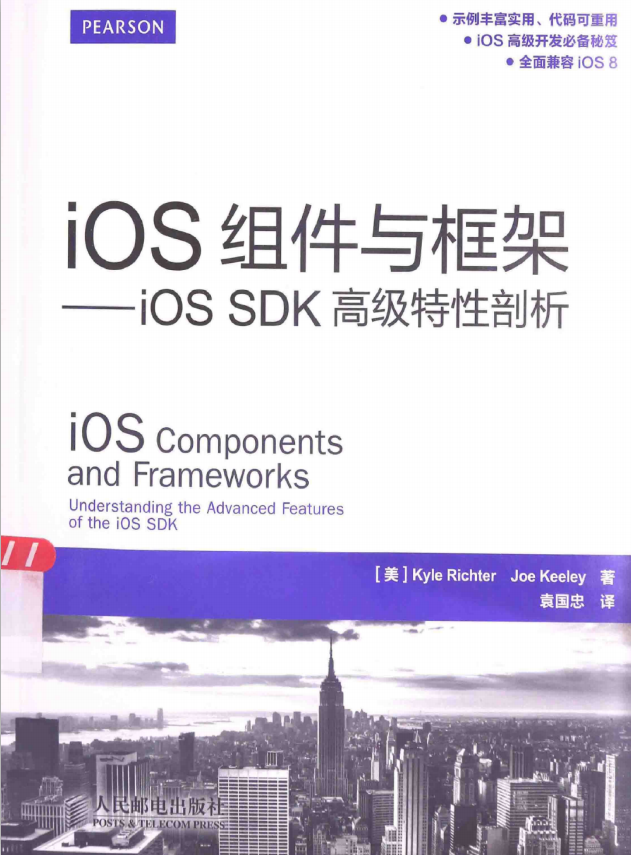 PEARSON
● 示例丰富实用、代码可重用
● iOS 高级开发必备秘笈
● 全面兼容 iOS 8
iOS 组件与框架
——iOS SDK 高级特性剖析
iOS Components
and Frameworks
Understanding the Advanced Features
of the iOS SDK
[美] Kyle Richter Joe Keeley 著
袁国忠 译
人民邮电出版社
POSTS & TELECOM PRESS